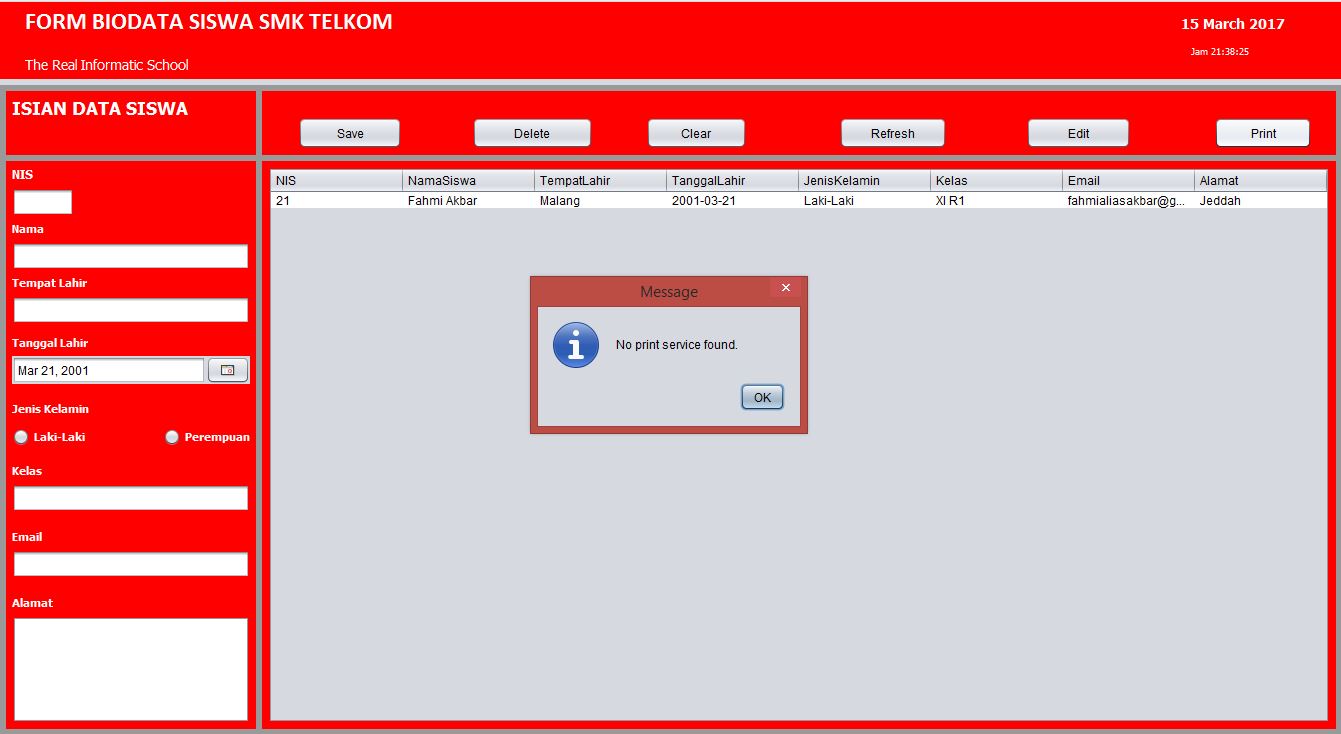 FORM BIODATA SISWA SMK TELKOM
15 March 2017
The Real Informatic School
Jam 21:38:25
ISIAN DATA SISWA
Save Delete Clear Refresh Edit Print
NIS
Nama
Tempat Lahir
Tanggal Lahir
Mar 21, 2001
Jenis Kelamin
Laki-Laki Perempuan
Kelas
Email
Alamat
NIS NamaSiswa TempatLahir TanggalLahir JenisKelamin Kelas Email Alamat
21 Fahmi Akbar Malang 2001-03-21 Laki-Laki XI R1 fahmialiasakbar@g... Jeddah
Message
No print service found.
OK